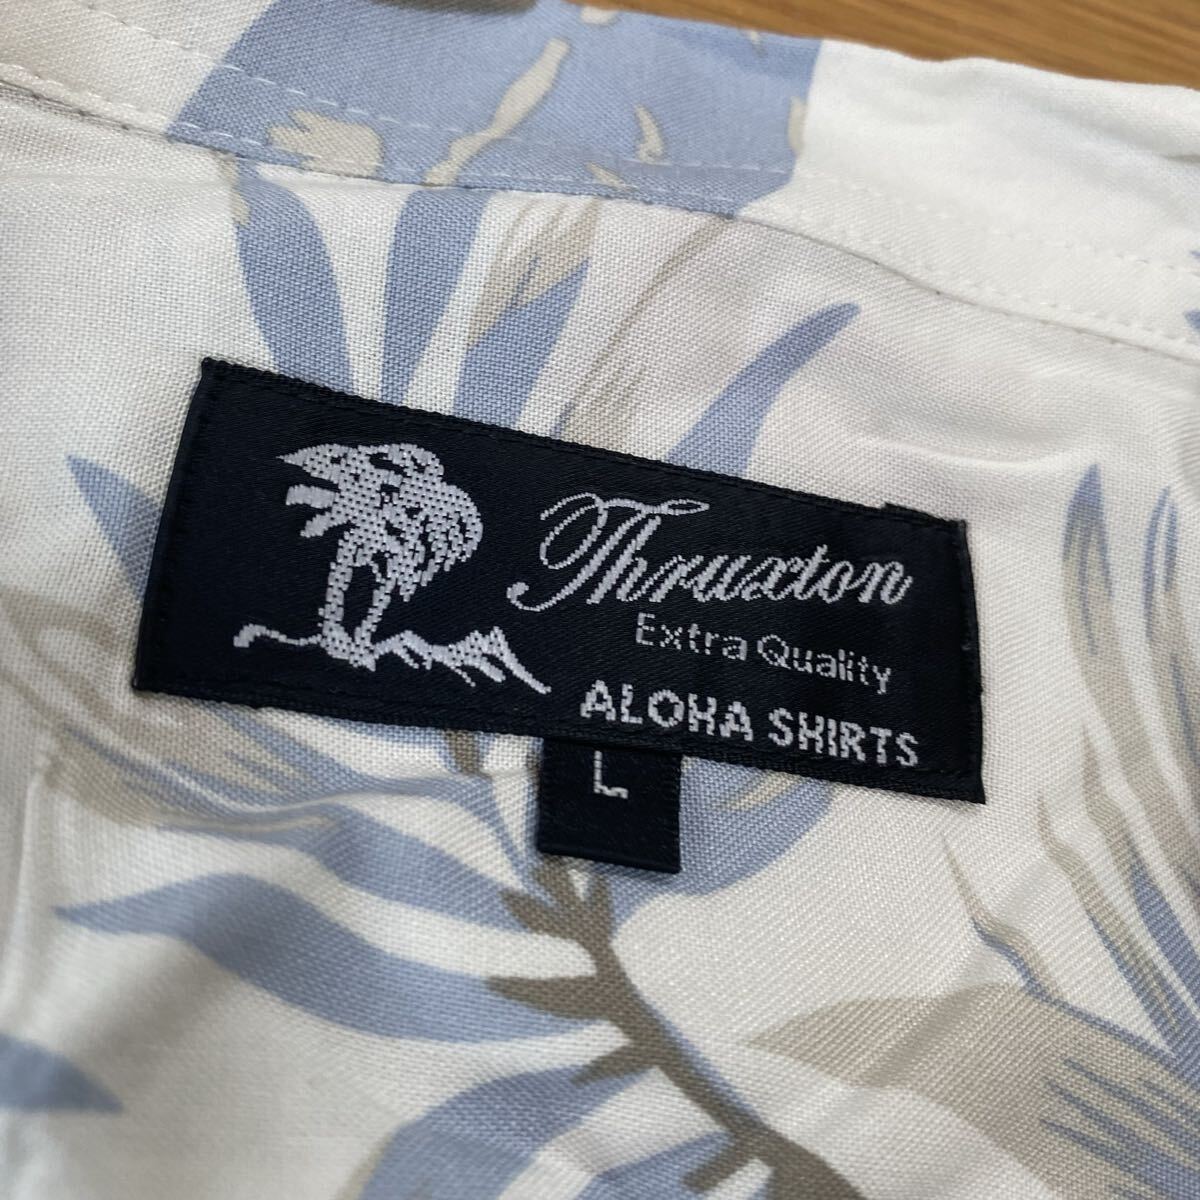 Thruxton
Extra Quality
ALOHA SHIRTS
L